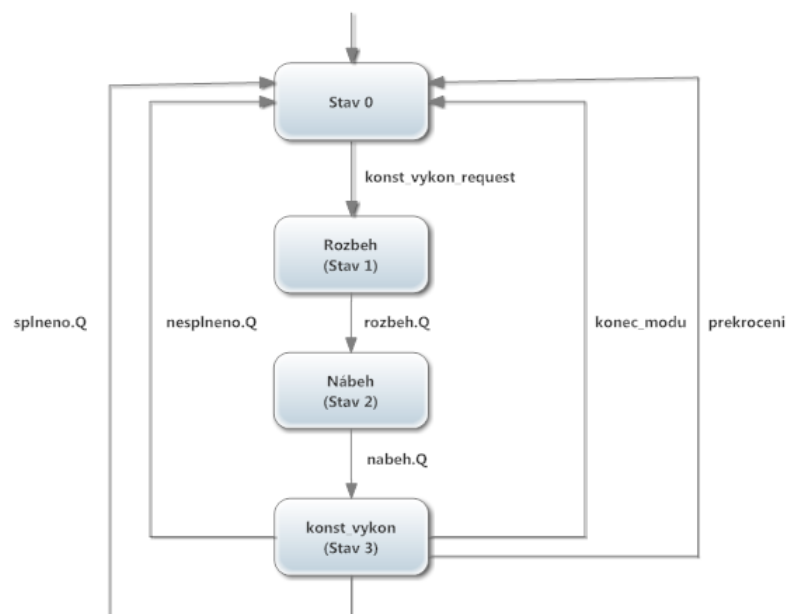 Stav 0
konst_vykon_request
Rozbeh
(Stav 1)
splneno.Q
nesplneno.Q
rozbeh.Q
konec_modu
prekroceni
Nábeh
(Stav 2)
nabeh.Q
konst_vykon
(Stav 3)